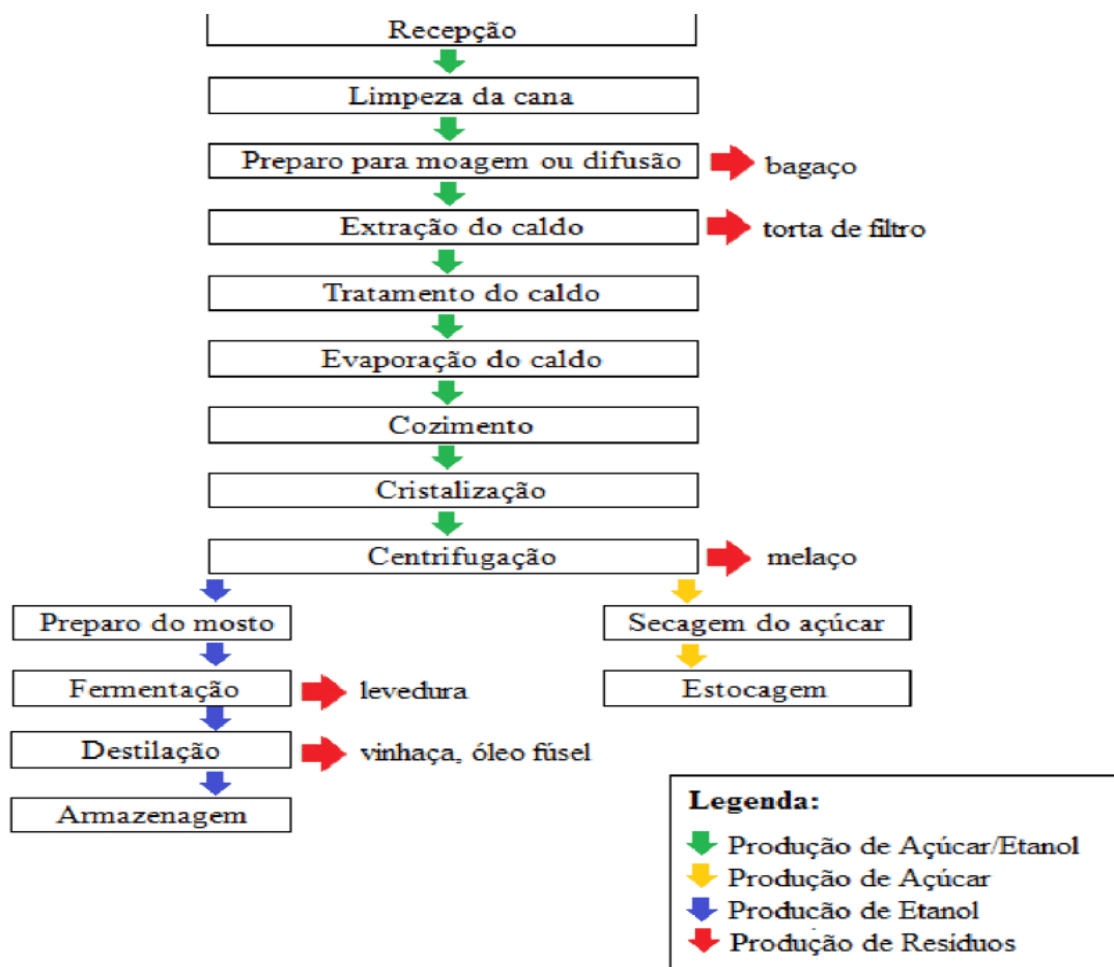 Recepção
Limpeza da cana
Preparo para moagem ou difusão
bagaço
Extração do caldo
torta de filtro
Tratamento do caldo
Evaporação do caldo
Cozimento
Cristalização
Centrifugação
melaço
Preparo do mosto
Secagem do açúcar
Fermentação
levedura
Estocagem
Destilação
vinhaça, óleo fúsel
Armazenagem
Legenda:
Produção de Açúcar/Etanol
Produção de Açúcar
Producão de Etanol
Produção de Resíduos